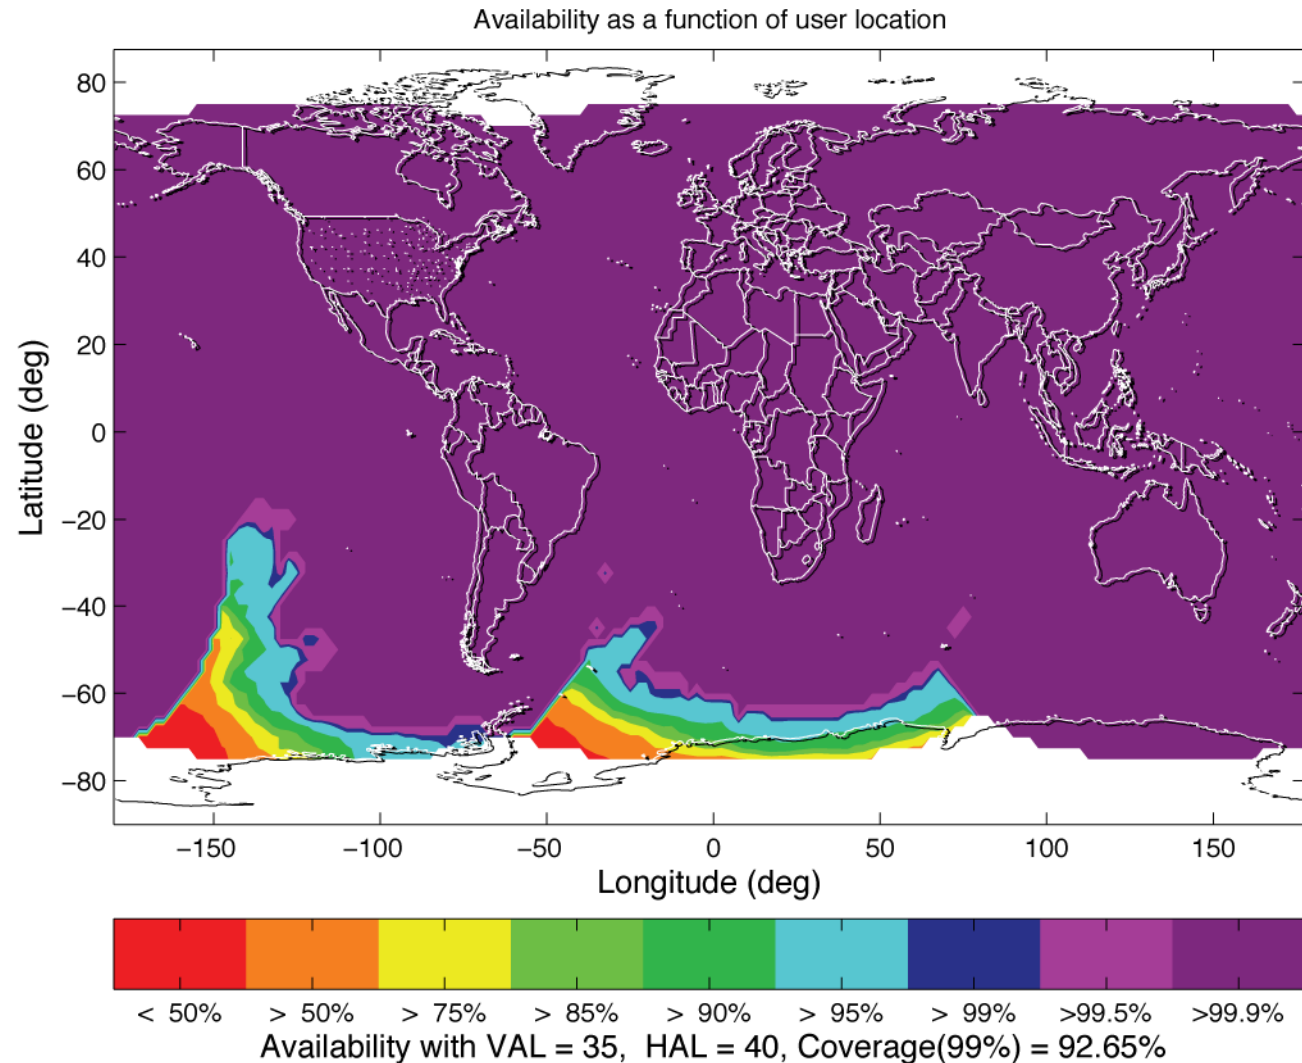 Availability as a function of user location
80
60
40
20
0
−20
−40
−60
−80
Latitude (deg)
−150 −100 −50 0 50 100 150
Longitude (deg)
< 50% > 50% > 75% > 85% > 90% > 95% > 99% >99.5% >99.9%
Availability with VAL = 35, HAL = 40, Coverage(99%) = 92.65%